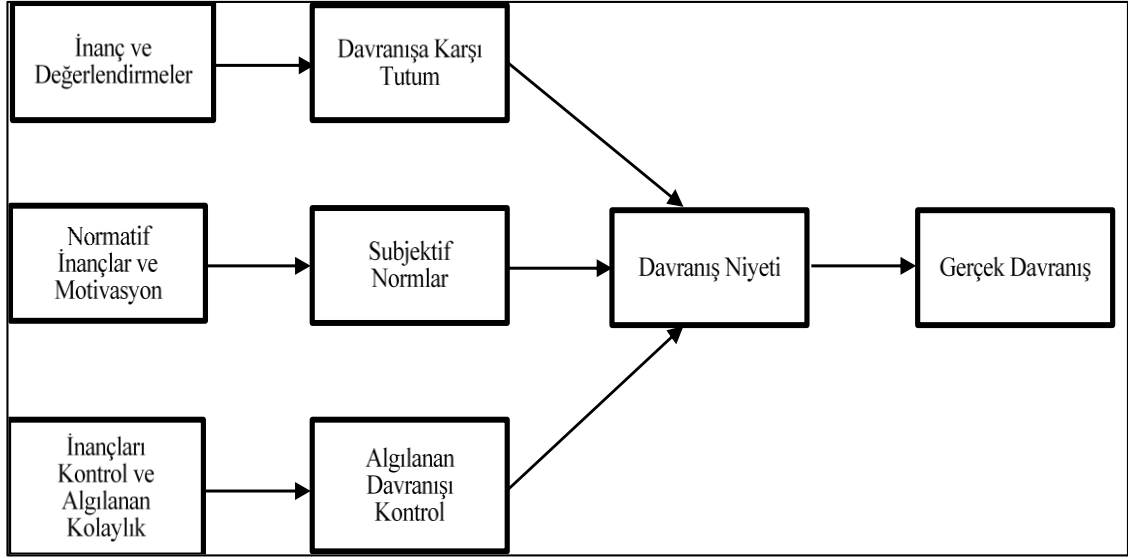 İnanç ve
Değerlendirmeler
Davranışa Karşı
Tutum
Normatif
İnançlar ve
Motivasyon
Subjektif
Normlar
Davranış Niyeti
Gerçek Davranış
İnançları
Kontrol ve
Algılanan
Kolaylık
Algılanan
Davranışı
Kontrol